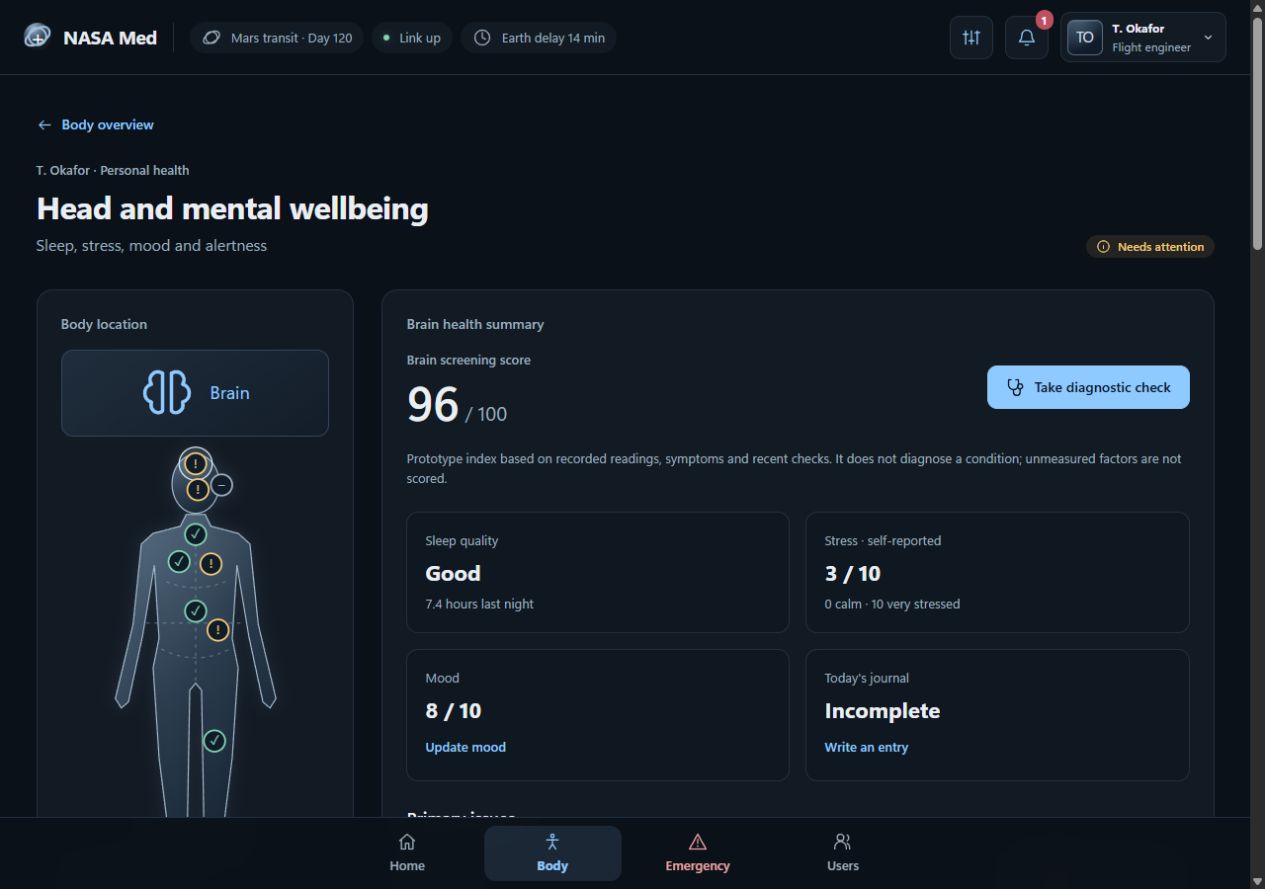 NASA Med
Mars transit · Day 120
Link up
Earth delay 14 min
1
TO
T. Okafor
Flight engineer
Body overview
T. Okafor · Personal health
Head and mental wellbeing
Sleep, stress, mood and alertness
Needs attention
Body location
Brain
Brain health summary
Brain screening score
96 / 100
Take diagnostic check
Prototype index based on recorded readings, symptoms and recent checks. It does not diagnose a condition; unmeasured factors are not
scored.
Sleep quality
Good
7.4 hours last night
Stress · self-reported
3 / 10
0 calm · 10 very stressed
Mood
8 / 10
Update mood
Today's journal
Incomplete
Write an entry
Primary issues
Home
Body
Emergency
Users